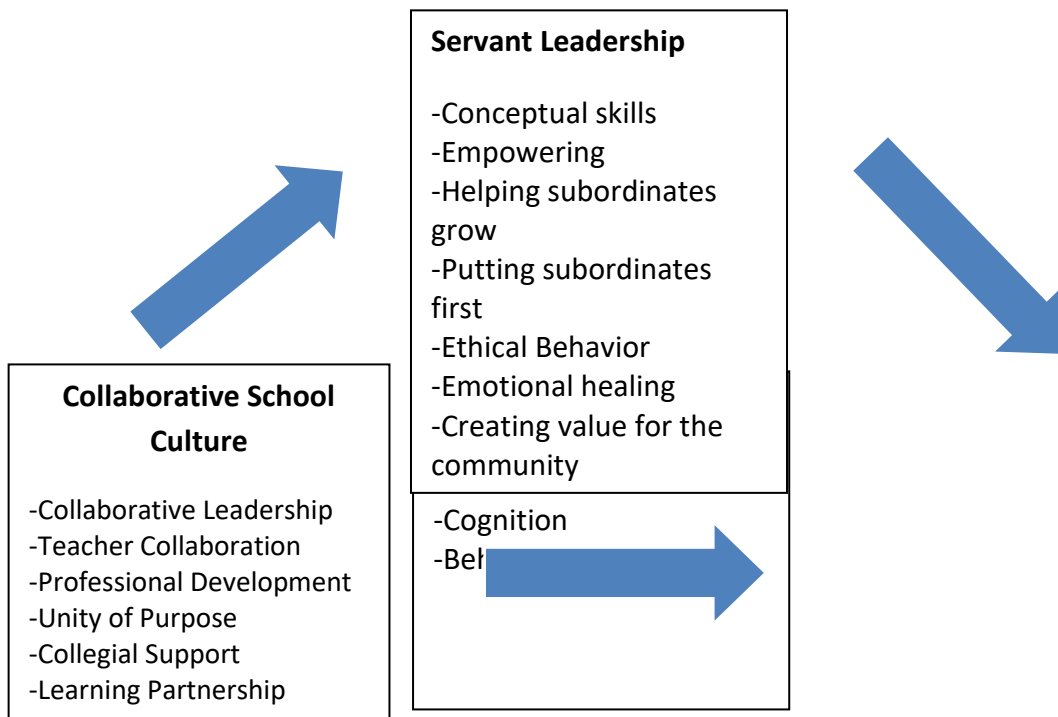 Servant Leadership
-Conceptual skills
-Empowering
-Helping subordinates
grow
-Putting subordinates
first
-Ethical Behavior
-Emotional healing
-Creating value for the
community
Collaborative School
Culture
-Collaborative Leadership
-Teacher Collaboration
-Professional Development
-Unity of Purpose
-Collegial Support
-Learning Partnership
-Cognition